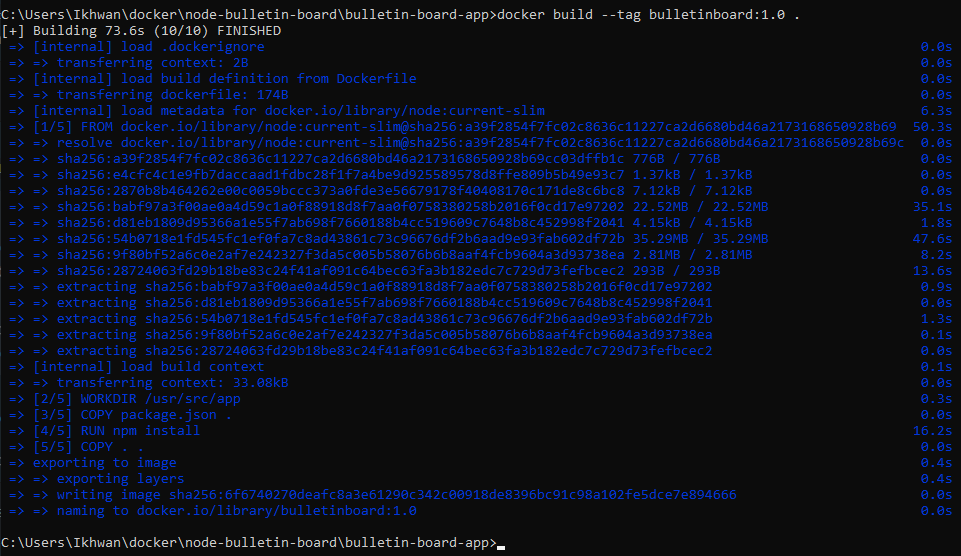 C:\Users\Ikhwan\docker\node-bulletin-board\bulletin-board-app>docker build --tag bulletinboard:1.0 .
[+] Building 73.6s (10/10) FINISHED
=> [internal] load .dockerignore 0.0s
=> => transferring context: 2B 0.0s
=> [internal] load build definition from Dockerfile 0.0s
=> => transferring dockerfile: 174B 0.0s
=> [internal] load metadata for docker.io/library/node:current-slim 6.3s
=> [1/5] FROM docker.io/library/node:current-slim@sha256:a39f2854f7fc02c8636c11227ca2d6680bd46a2173168650928b69 50.3s
=> => resolve docker.io/library/node:current-slim@sha256:a39f2854f7fc02c8636c11227ca2d6680bd46a2173168650928b69c 0.0s
=> => sha256:a39f2854f7fc02c8636c11227ca2d6680bd46a2173168650928b69cc03dffb1c 776B / 776B 0.0s
=> => sha256:e4cfc4c1e9fb7daccaad1fdbc28f1f7a4be9d925589578d8ffe809b5b49e93c7 1.37kB / 1.37kB 0.0s
=> => sha256:2870b8b464262e00c0059bccc373a0fde3e56679178f40408170c171de8c6bc8 7.12kB / 7.12kB 0.0s
=> => sha256:babf97a3f00ae0a4d59c1a0f88918d8f7aa0f0758380258b2016f0cd17e97202 22.52MB / 22.52MB 35.1s
=> => sha256:d81eb1809d95366a1e55f7ab698f7660188b4cc519609c7648b8c452998f2041 4.15kB / 4.15kB 1.8s
=> => sha256:54b0718e1fd545fc1ef0fa7c8ad43861c73c96676df2b6aad9e93fab602df72b 35.29MB / 35.29MB 47.6s
=> => sha256:9f80bf52a6c0e2af7e242327f3da5c005b58076b6b8aaf4fcb9604a3d93738ea 2.81MB / 2.81MB 8.2s
=> => sha256:28724063fd29b18be83c24f41af091c64bec63fa3b182edc7c729d73fefbcec2 293B / 293B 13.6s
=> => extracting sha256:babf97a3f00ae0a4d59c1a0f88918d8f7aa0f0758380258b2016f0cd17e97202 0.9s
=> => extracting sha256:d81eb1809d95366a1e55f7ab698f7660188b4cc519609c7648b8c452998f2041 0.0s
=> => extracting sha256:54b0718e1fd545fc1ef0fa7c8ad43861c73c96676df2b6aad9e93fab602df72b 1.3s
=> => extracting sha256:9f80bf52a6c0e2af7e242327f3da5c005b58076b6b8aaf4fcb9604a3d93738ea 0.1s
=> => extracting sha256:28724063fd29b18be83c24f41af091c64bec63fa3b182edc7c729d73fefbcec2 0.0s
=> [internal] load build context 0.1s
=> => transferring context: 33.08kB 0.0s
=> [2/5] WORKDIR /usr/src/app 0.3s
=> [3/5] COPY package.json . 0.0s
=> [4/5] RUN npm install 16.2s
=> [5/5] COPY . . 0.0s
=> exporting to image 0.4s
=> => exporting layers 0.4s
=> => writing image sha256:6f6740270deafc8a3e61290c342c00918de8396bc91c98a102fe5dce7e894666 0.0s
=> => naming to docker.io/library/bulletinboard:1.0 0.0s
C:\Users\Ikhwan\docker\node-bulletin-board\bulletin-board-app>